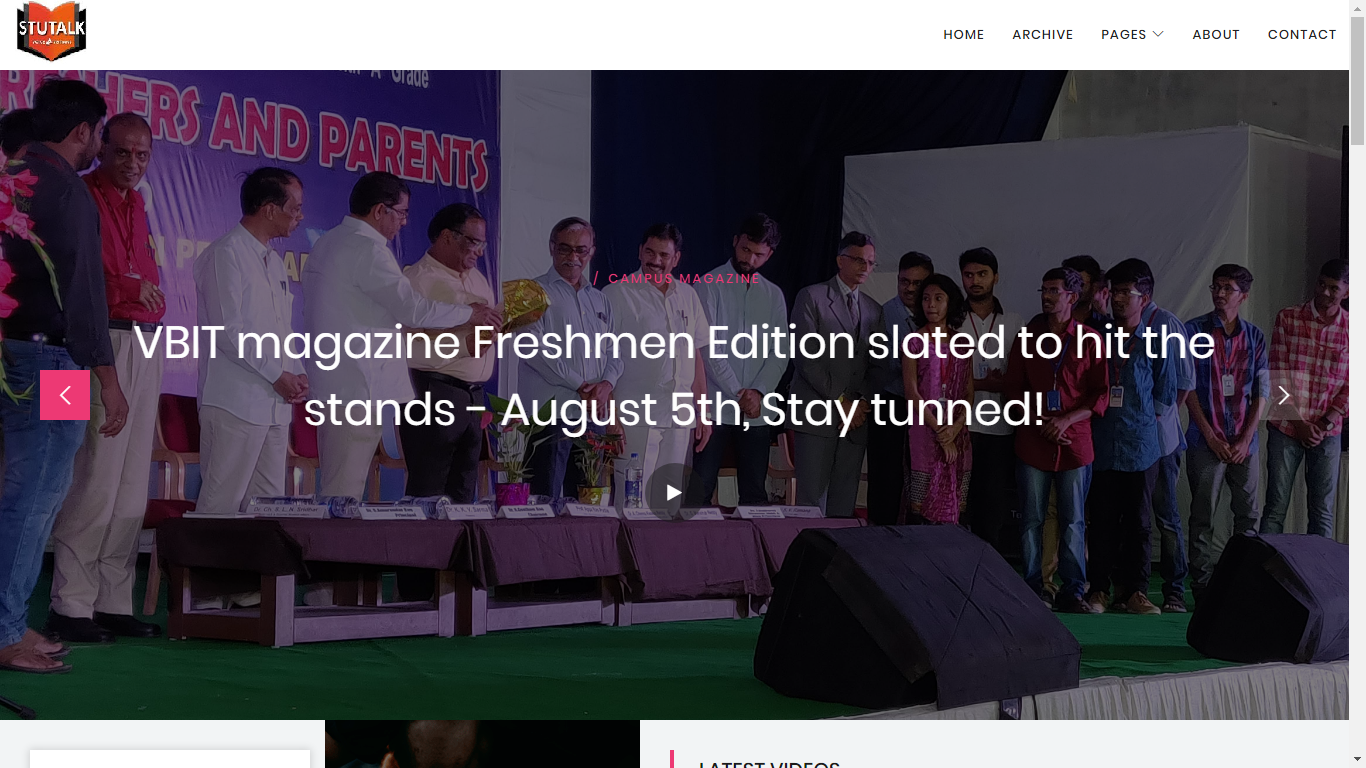 STUTALK
HOME
ARCHIVE
PAGES
ABOUT
CONTACT
A Grade
AND PARENTS
/ CAMPUS MAGAZINE
VBIT magazine Freshmen Edition slated to hit the
stands - August 5th, Stay tunned!
LATEST VIDEOS